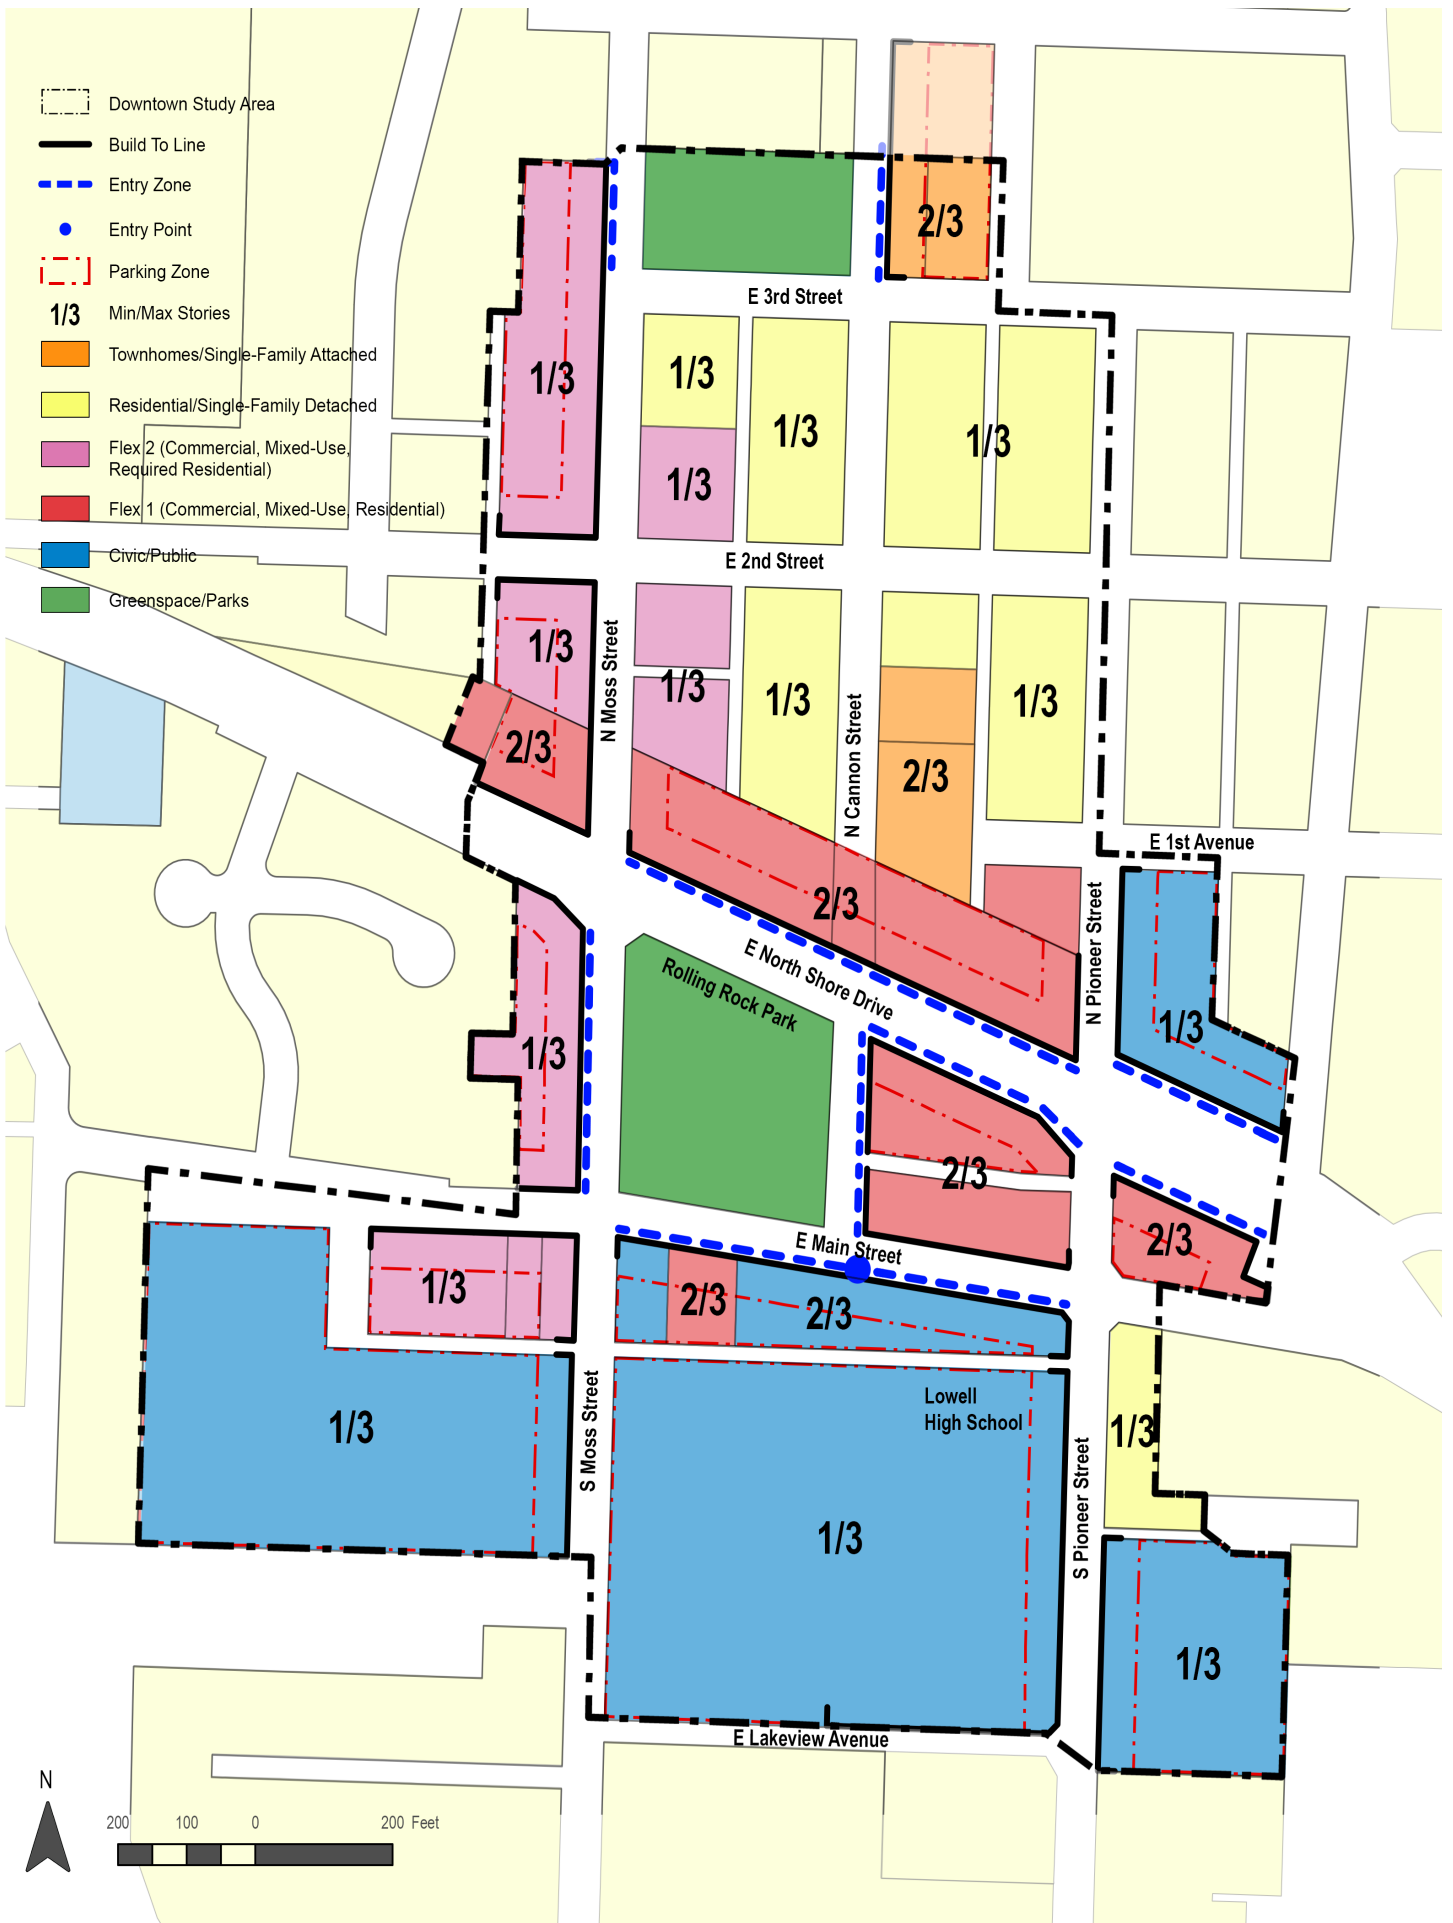 Downtown Study Area
Build To Line
Entry Zone
Entry Point
Parking Zone
1/3 Min/Max Stories
Townhomes/Single-Family Attached
Residential/Single-Family Detached
Flex 2 (Commercial, Mixed-Use,
Required Residential)
Flex 1 (Commercial, Mixed-Use, Residential)
Civic/Public
Greenspace/Parks
2/3
E 3rd Street
1/3
1/3
1/3
1/3
1/3
E 2nd Street
1/3
N Moss Street
1/3
1/3
1/3
N Cannon Street
2/3
2/3
E 1st Avenue
2/3
N Pioneer Street
E North Shore Drive
Rolling Rock Park
1/3
1/3
2/3
2/3
E Main Street
1/3
2/3
2/3
S Moss Street
Lowell
High School
1/3
1/3
S Pioneer Street
1/3
1/3
E Lakeview Avenue
N
200 100 0 200 Feet